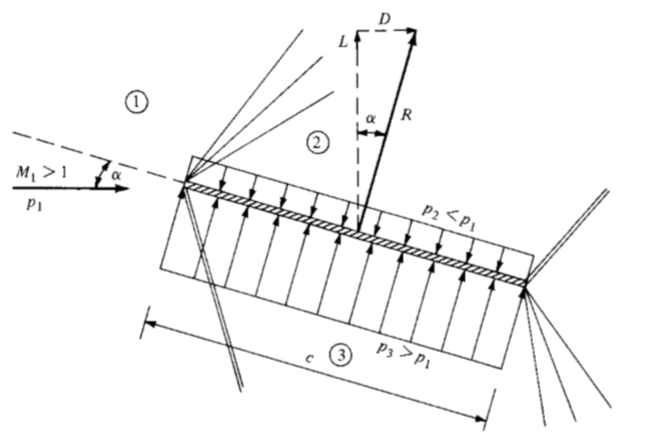 D
L
①
α
R
②
M₁ > 1
α
p₁
p₂ < p₁
c
③
p₃ > p₁